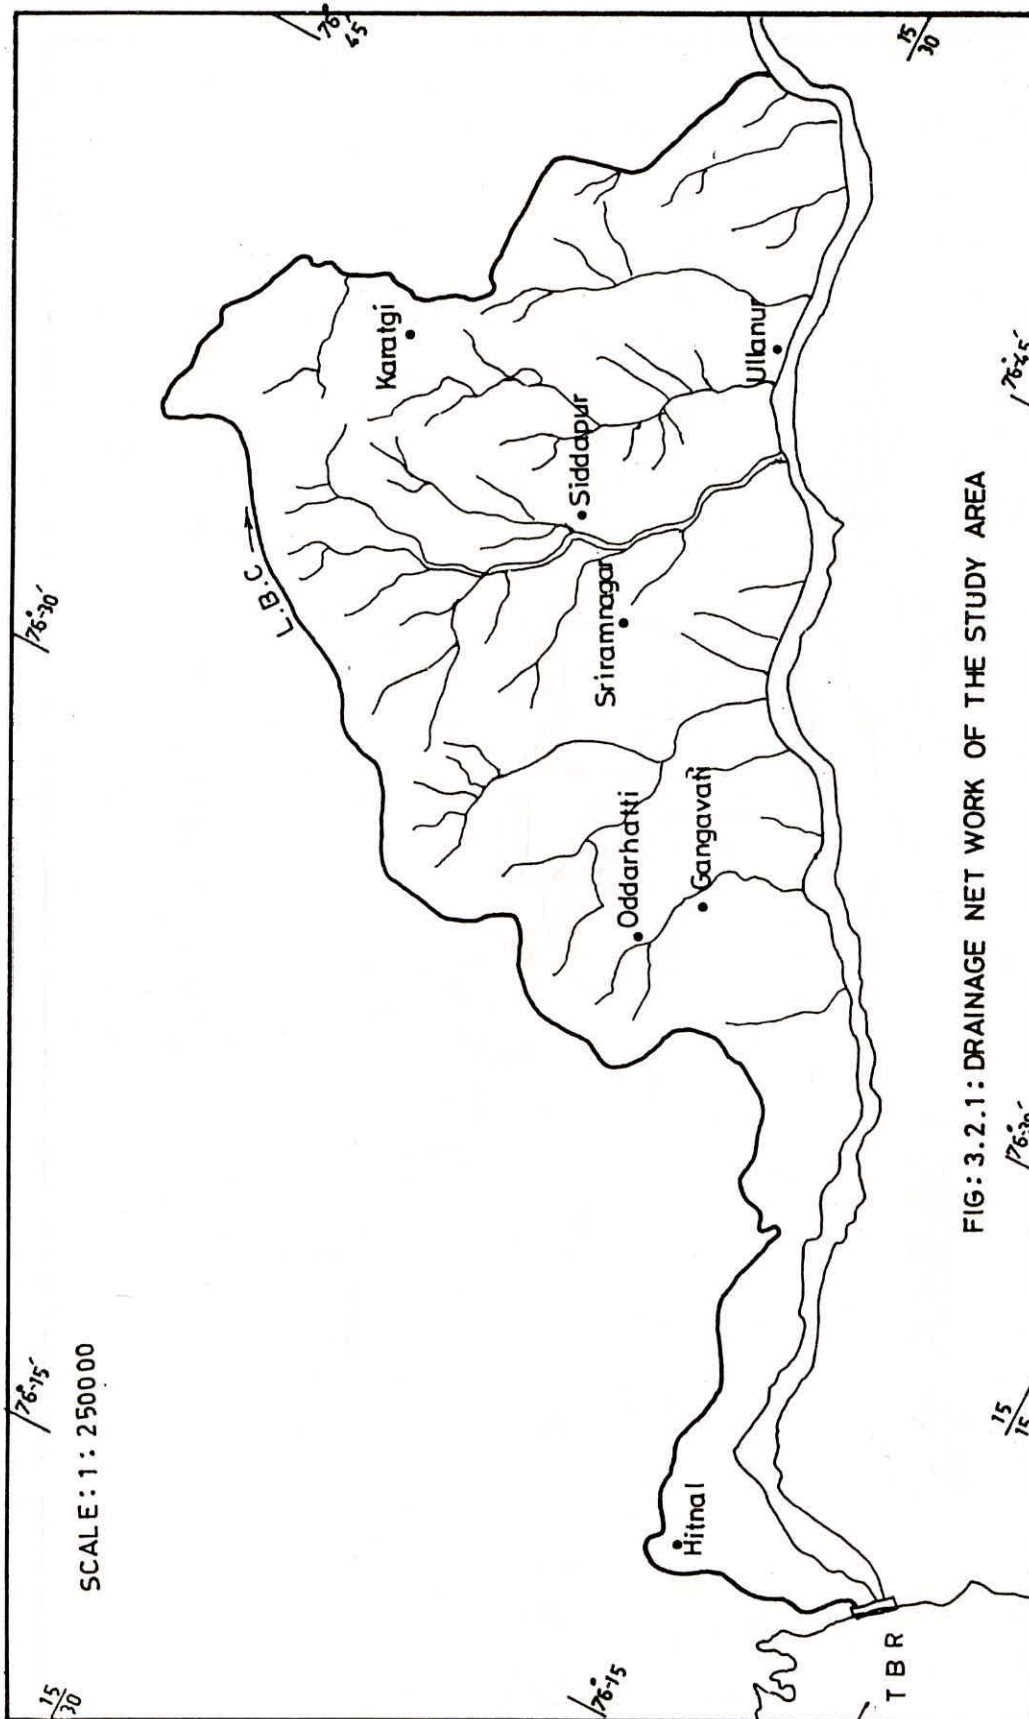 15
30
76°-15′
76°-30′
76°
45′
SCALE: 1 : 250000
L.B.C
Karatgi
Siddapur
Sriramnagar
Ullanur
Oddarhatti
Gangavati
Hitnal
TBR
76°-15
15
15
76°-30′
76°-45′
15
30
FIG: 3.2.1: DRAINAGE NET WORK OF THE STUDY AREA